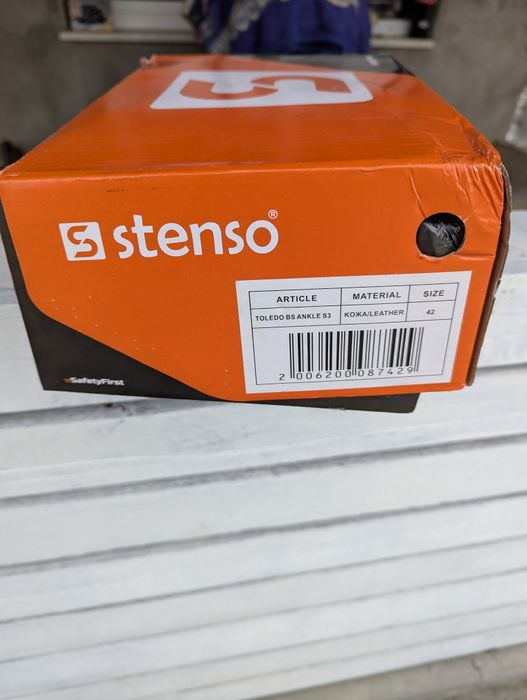 stenso®
ARTICLE MATERIAL SIZE
TOLEDO BS ANKLE S3 КОЖА/LEATHER 42
2 006200 087429
#SafetyFirst